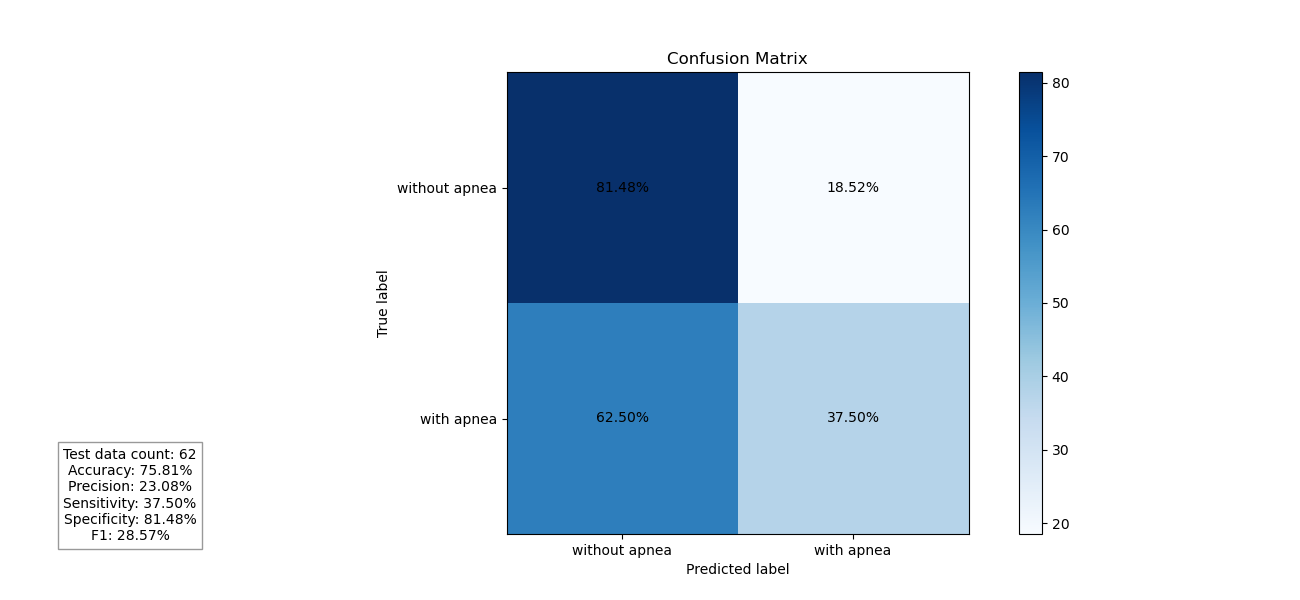 Confusion Matrix
80
70
60
50
40
30
20
without apnea
81.48%
18.52%
True label
with apnea
62.50%
37.50%
without apnea
with apnea
Predicted label
Test data count: 62
Accuracy: 75.81%
Precision: 23.08%
Sensitivity: 37.50%
Specificity: 81.48%
F1: 28.57%